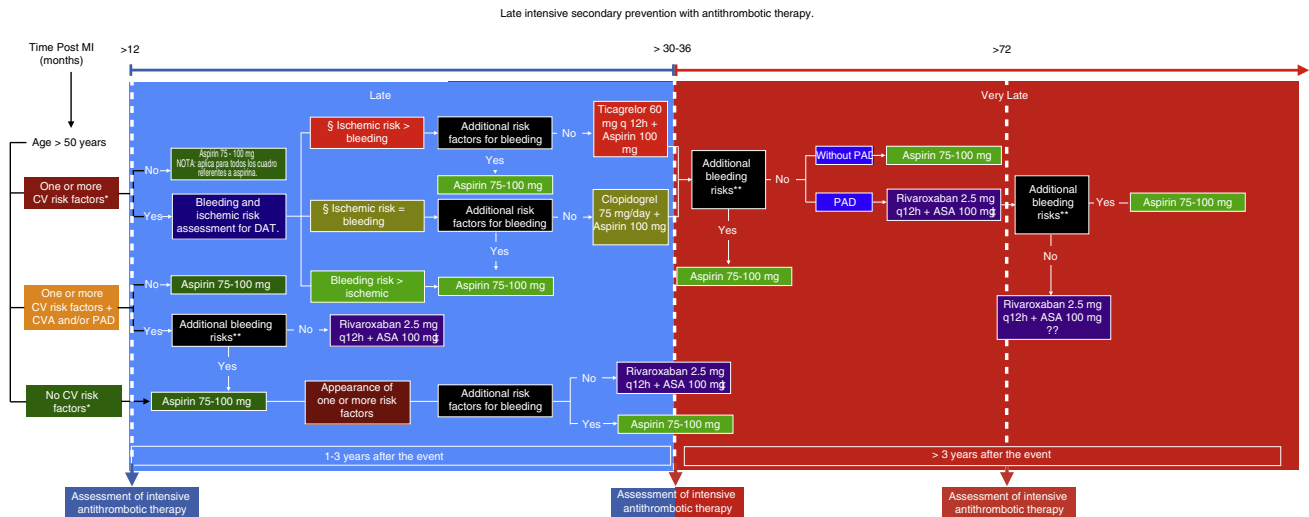 Late intensive secondary prevention with antithrombotic therapy.
Time Post MI
(months)
>12
> 30-36
>72
Late
Very Late
Age > 50 years
One or more
CV risk factors*
No
Aspirin 75 - 100 mg
NOTA: aplica para todos los cuadro
referentes a aspirina.
Yes
Bleeding and
ischemic risk
assessment for DAT.
§ Ischemic risk >
bleeding
Additional risk
factors for bleeding
No
Ticagrelor 60
mg q 12h +
Aspirin 100
mg
Yes
Aspirin 75-100 mg
§ Ischemic risk =
bleeding
Additional risk
factors for bleeding
No
Clopidogrel
75 mg/day +
Aspirin 100 mg
Yes
Bleeding risk >
ischemic
Aspirin 75-100 mg
Additional
bleeding
risks**
No
Without PAD
Aspirin 75-100 mg
PAD
Rivaroxaban 2.5 mg
q12h + ASA 100 mg‡
Yes
Aspirin 75-100 mg
Additional
bleeding
risks**
Yes
Aspirin 75-100 mg
No
Rivaroxaban 2.5 mg
q12h + ASA 100 mg
??
One or more
CV risk factors +
CVA and/or PAD
No
Aspirin 75-100 mg
Yes
Additional bleeding
risks**
No
Rivaroxaban 2.5 mg
q12h + ASA 100 mg‡
Yes
No CV risk
factors*
Aspirin 75-100 mg
Appearance of
one or more risk
factors
Additional risk
factors for bleeding
No
Rivaroxaban 2.5 mg
q12h + ASA 100 mg‡
Yes
Aspirin 75-100 mg
1-3 years after the event
> 3 years after the event
Assessment of intensive
antithrombotic therapy
Assessment of intensive
antithrombotic therapy
Assessment of intensive
antithrombotic therapy